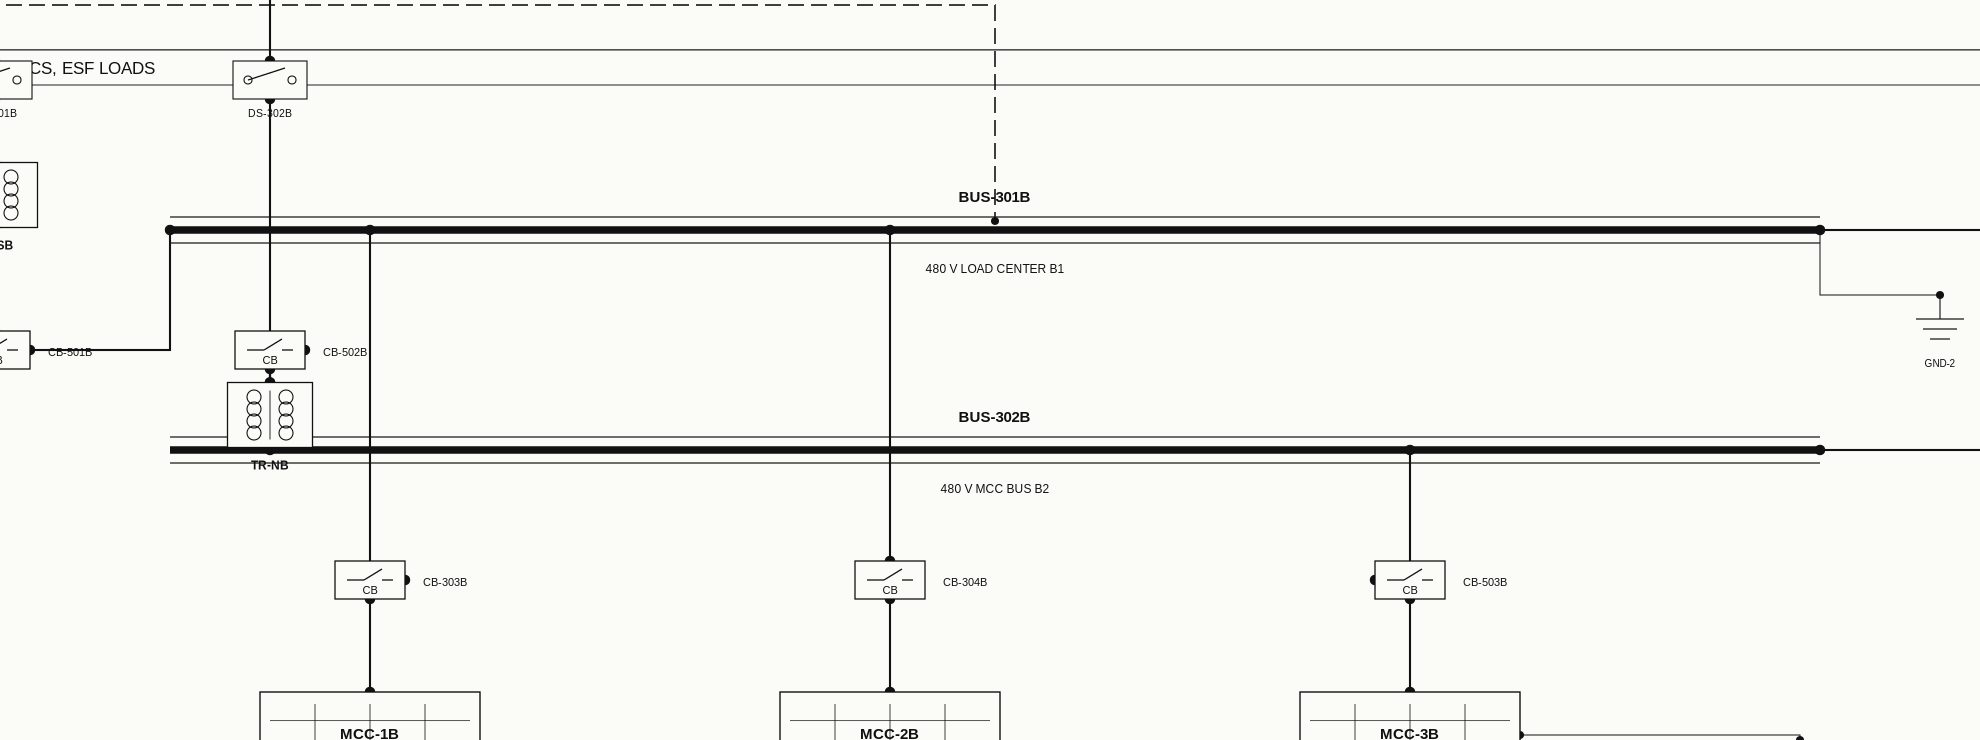 CS, ESF LOADS
01B
DS-302B
BUS-301B
SB
480 V LOAD CENTER B1
CB-501B
CB
CB-502B
GND-2
BUS-302B
TR-NB
480 V MCC BUS B2
CB
CB-303B
CB
CB-304B
CB
CB-503B
MCC-1B
MCC-2B
MCC-3B